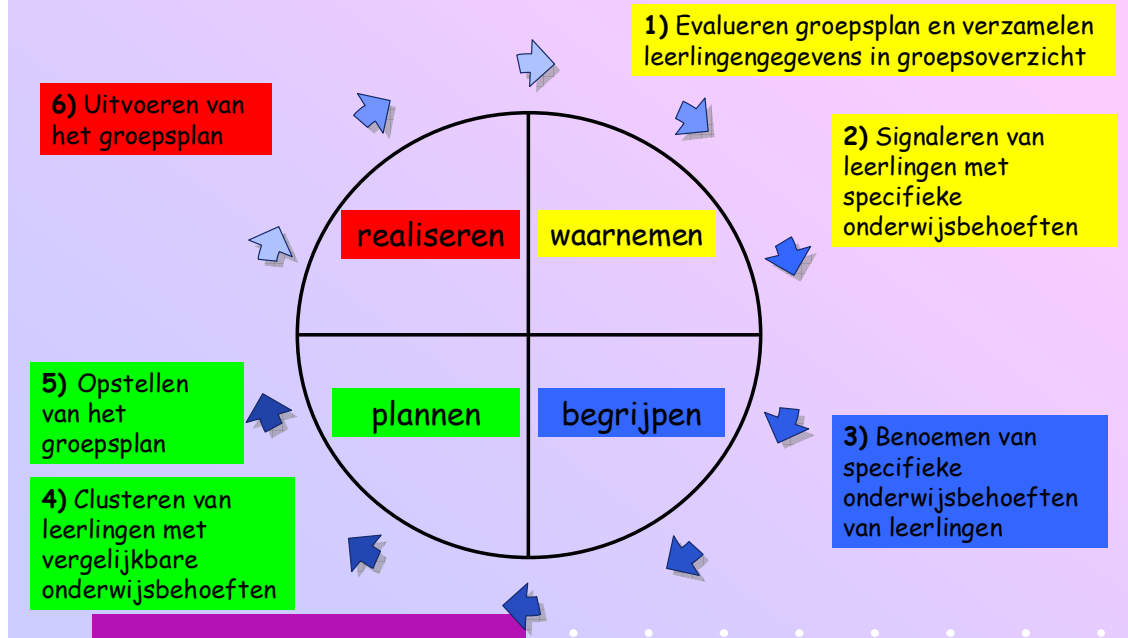 1) Evalueren groepsplan en verzamelen
leerlingengegevens in groepsoverzicht
2) Signaleren van
leerlingen met
specifieke
onderwijsbehoeften
3) Benoemen van
specifieke
onderwijsbehoeften
van leerlingen
4) Clusteren van
leerlingen met
vergelijkbare
onderwijsbehoeften
5) Opstellen
van het
groepsplan
6) Uitvoeren van
het groepsplan
realiseren
waarnemen
plannen
begrijpen